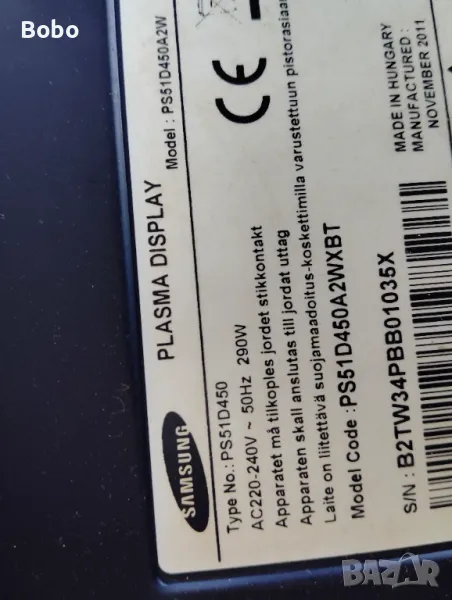 Bobo
SAMSUNG
PLASMA DISPLAY
Model : PS51D450A2W
Type No.: PS51D450
AC220-240V ~ 50Hz 290W
Apparatet må tilkoples jordet stikkontakt
Apparaten skall anslutas till jordat uttag
Laite on liitettävä suojamaadoitus-koskettimilla varustettuun pistorasiaan
Model Code : PS51D450A2WXBT
S/N : B2TW34PBB01035X
CE
MADE IN HUNGARY
MANUFACTURED :
NOVEMBER 2011
BAZAR